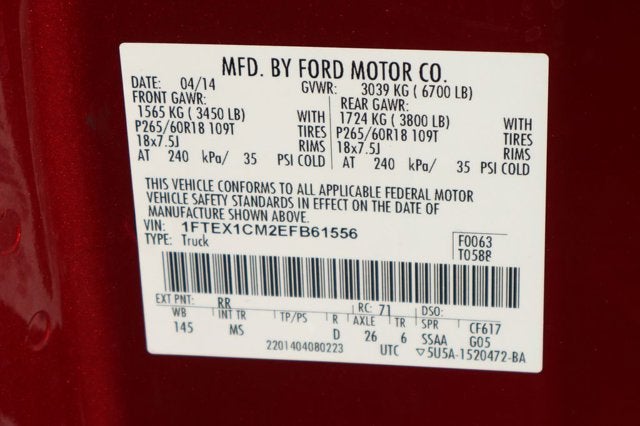 MFD. BY FORD MOTOR CO.
DATE: 04/14 GVWR: 3039 KG ( 6700 LB)
FRONT GAWR: REAR GAWR:
1565 KG ( 3450 LB) WITH 1724 KG ( 3800 LB) WITH
P265/60R18 109T TIRES P265/60R18 109T TIRES
18x7.5J RIMS 18x7.5J RIMS
AT 240 kPa/ 35 PSI COLD AT 240 kPa/ 35 PSI COLD
THIS VEHICLE CONFORMS TO ALL APPLICABLE FEDERAL MOTOR
VEHICLE SAFETY STANDARDS IN EFFECT ON THE DATE OF
MANUFACTURE SHOWN ABOVE.
VIN: 1FTEX1CM2EFB61556 F0063
TYPE: Truck T0588
EXT PNT: RR RC: 71 DSO:
WB INT TR TP/PS R AXLE TR SPR CF617
145 MS D 26 6 SSAA G05
2201404080223 UTC ▽5U5A-1520472-BA